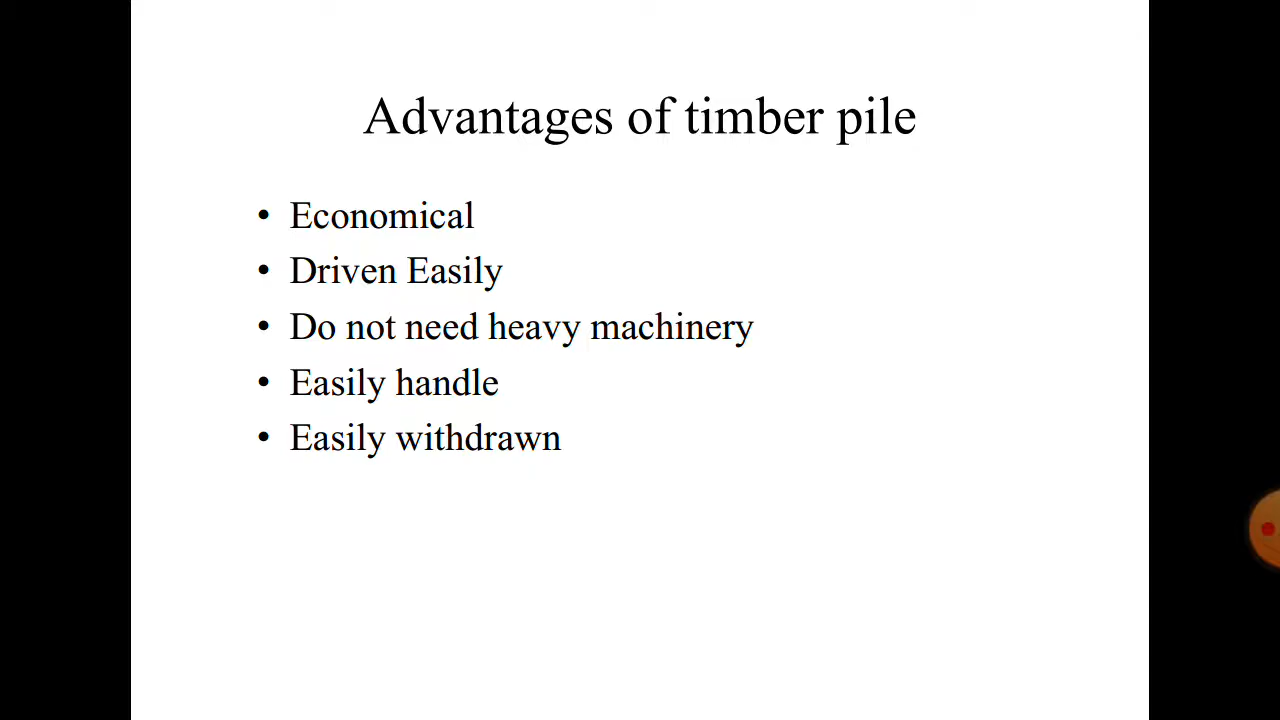 Advantages of timber pile
• Economical
• Driven Easily
• Do not need heavy machinery
• Easily handle
• Easily withdrawn